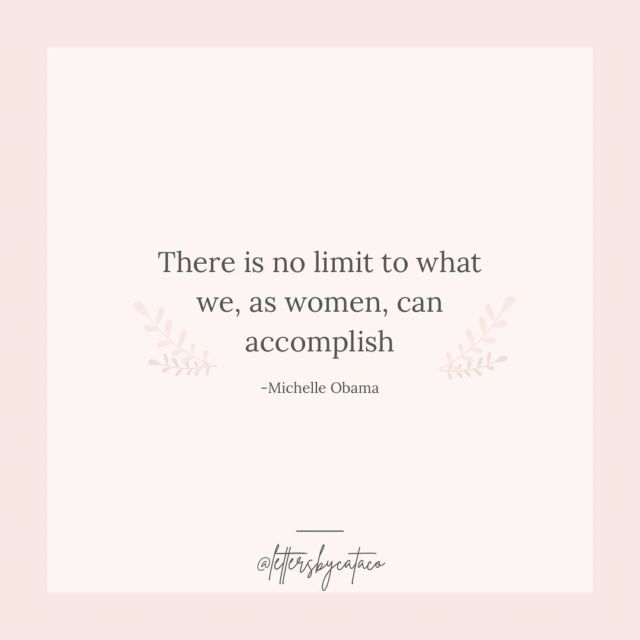 There is no limit to what
we, as women, can
accomplish
-Michelle Obama
@lettersbycataco